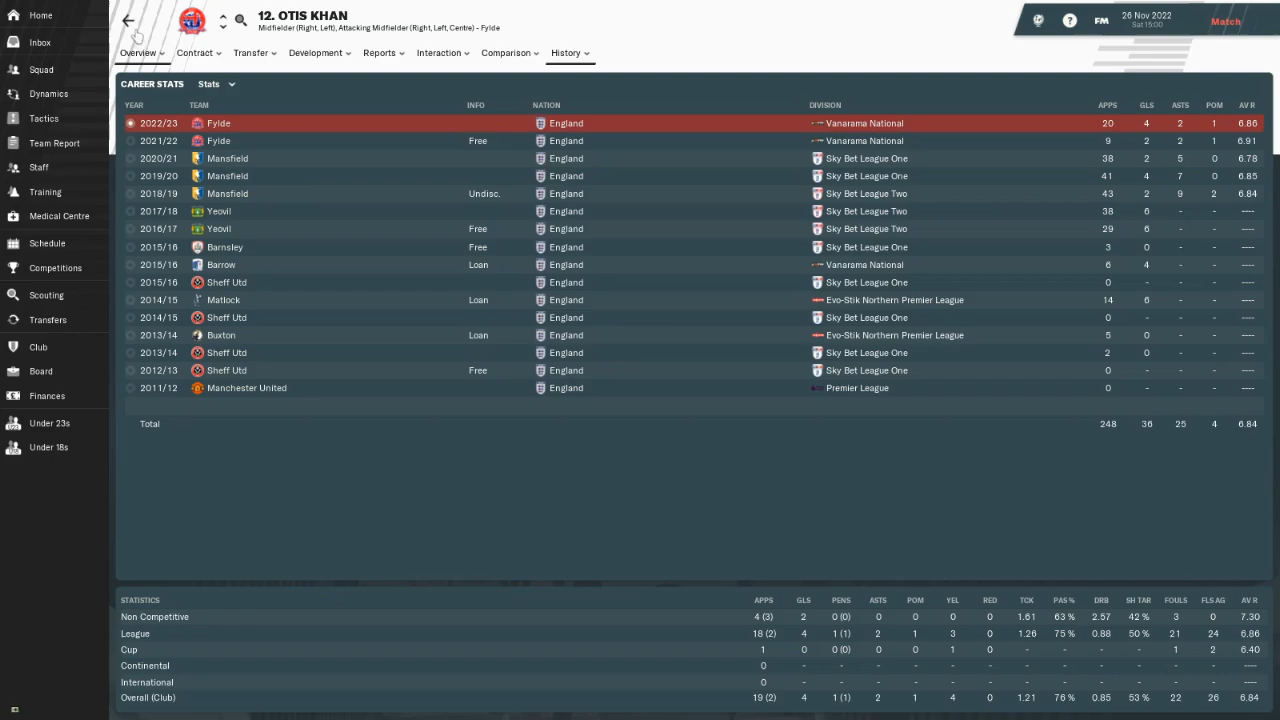 Home
Inbox
Squad
Dynamics
Tactics
Team Report
Staff
Training
Medical Centre
Schedule
Competitions
Scouting
Transfers
Club
Board
Finances
Under 23s
Under 18s
12. OTIS KHAN
Midfielder (Right, Left), Attacking Midfielder (Right, Left, Centre) - Fylde
? FM 26 Nov 2022
Sat 15:00
Match
Overview Contract Transfer Development Reports Interaction Comparison History
CAREER STATS Stats
YEAR TEAM INFO NATION DIVISION APPS GLS ASTS POM AV R
2022/23 Fylde England Vanarama National 20 4 2 1 6.86
2021/22 Fylde Free England Vanarama National 9 2 2 1 6.91
2020/21 Mansfield England Sky Bet League One 38 2 5 0 6.78
2019/20 Mansfield England Sky Bet League One 41 4 7 0 6.85
2018/19 Mansfield Undisc. England Sky Bet League Two 43 2 9 2 6.84
2017/18 Yeovil England Sky Bet League Two 38 6 - - ----
2016/17 Yeovil Free England Sky Bet League Two 29 6 - - ----
2015/16 Barnsley Free England Sky Bet League One 3 0 - - ----
2015/16 Barrow Loan England Vanarama National 6 4 - - ----
2015/16 Sheff Utd England Sky Bet League One 0 - - - ----
2014/15 Matlock Loan England Evo-Stik Northern Premier League 14 6 - - ----
2014/15 Sheff Utd England Sky Bet League One 0 - - - ----
2013/14 Buxton Loan England Evo-Stik Northern Premier League 5 0 - - ----
2013/14 Sheff Utd England Sky Bet League One 2 0 - - ----
2012/13 Sheff Utd Free England Sky Bet League One 0 - - - ----
2011/12 Manchester United England Premier League 0 - - - ----
Total 248 36 25 4 6.84
STATISTICS APPS GLS PENS ASTS POM YEL RED TCK PAS % DRB SH TAR FOULS FLS AG AV R
Non Competitive 4 (3) 2 0 (0) 0 0 0 0 1.61 63 % 2.57 42 % 3 0 7.30
League 18 (2) 4 1 (1) 2 1 3 0 1.26 75 % 0.88 50 % 21 24 6.86
Cup 1 0 0 (0) 0 0 1 0 - - - - 1 2 6.40
Continental 0 - - - - - - - - - - - - ----
International 0 - - - - - - - - - - - - ----
Overall (Club) 19 (2) 4 1 (1) 2 1 4 0 1.21 76 % 0.85 53 % 22 26 6.84